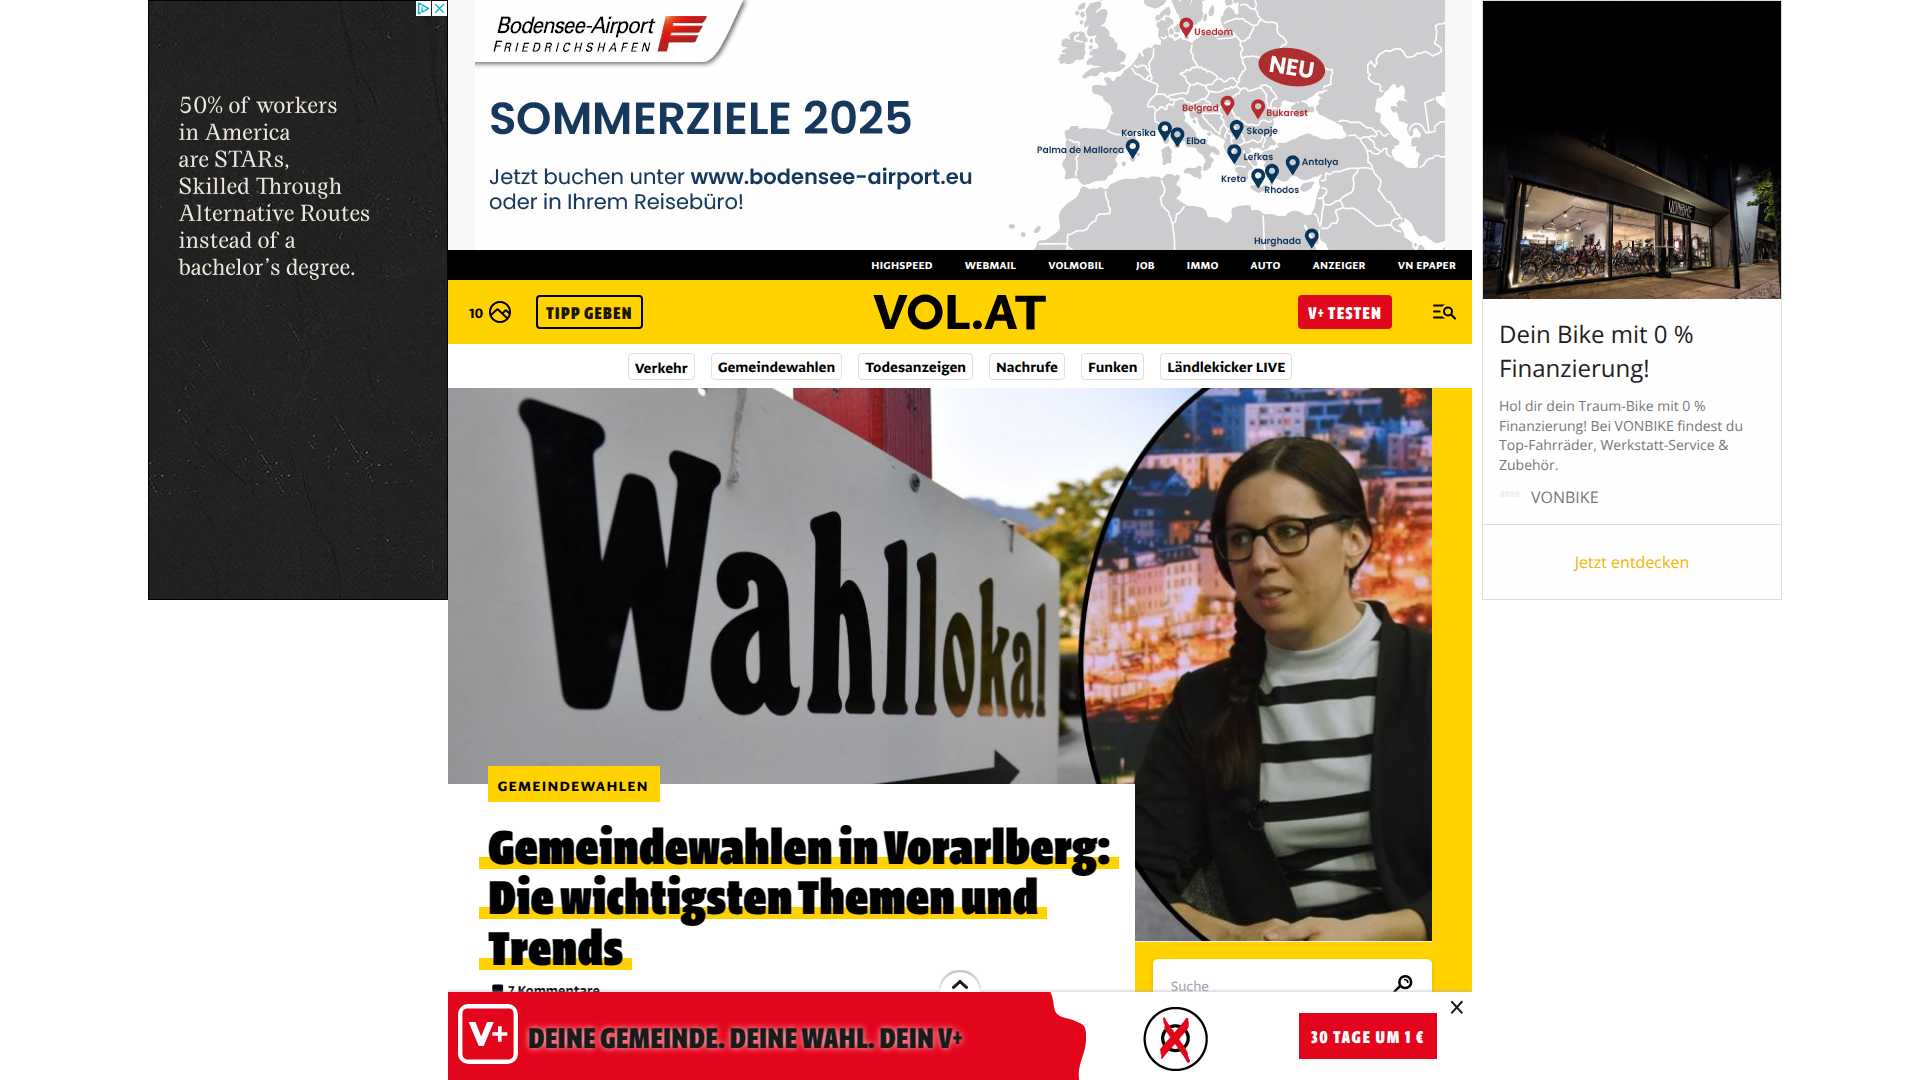 50% of workers
in America
are STARs,
Skilled Through
Alternative Routes
instead of a
bachelor's degree.
Bodensee-Airport
FRIEDRICHSHAFEN
SOMMERZIELE 2025
Jetzt buchen unter www.bodensee-airport.eu
oder in Ihrem Reisebüro!
Usedom
NEU
Belgrad
Bukarest
Korsika
Elba
Skopje
Palma de Mallorca
Lefkas
Antalya
Kreta
Rhodos
Hurghada
HIGHSPEED WEBMAIL VOLMOBIL JOB IMMO AUTO ANZEIGER VN EPAPER
10 TIPP GEBEN VOL.AT V+ TESTEN
Verkehr Gemeindewahlen Todesanzeigen Nachrufe Funken Ländlekicker LIVE
Wahllokal
GEMEINDEWAHLEN
Gemeindewahlen in Vorarlberg:
Die wichtigsten Themen und
Trends
7 Kommentare
Suche
V+ DEINE GEMEINDE. DEINE WAHL. DEIN V+
30 TAGE UM 1 €
VONBIKE
Dein Bike mit 0 %
Finanzierung!
Hol dir dein Traum-Bike mit 0 %
Finanzierung! Bei VONBIKE findest du
Top-Fahrräder, Werkstatt-Service &
Zubehör.
VONBIKE
Jetzt entdecken